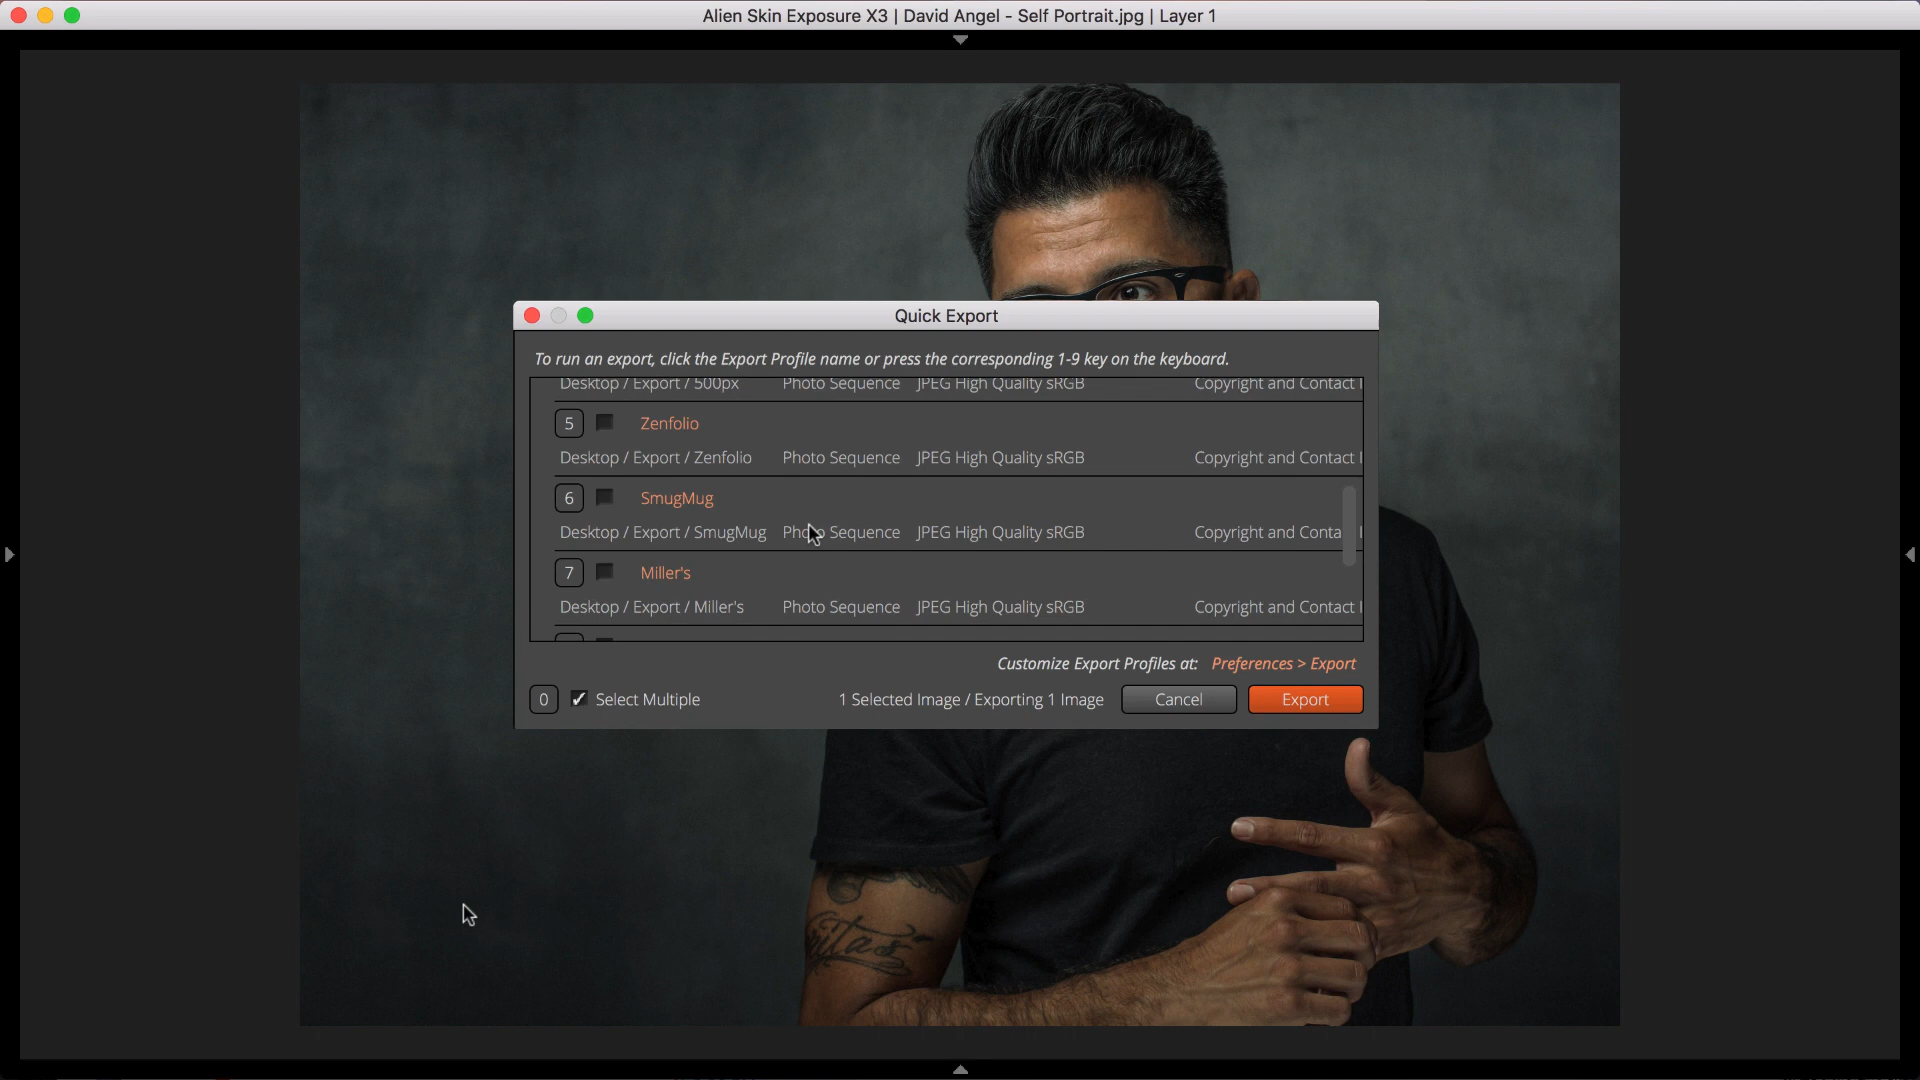 Alien Skin Exposure X3 | David Angel - Self Portrait.jpg | Layer 1
Quick Export
To run an export, click the Export Profile name or press the corresponding 1-9 key on the keyboard.
Desktop / Export / 500px Photo Sequence JPEG High Quality sRGB Copyright and Contact
5 Zenfolio
Desktop / Export / Zenfolio Photo Sequence JPEG High Quality sRGB Copyright and Contact
6 SmugMug
Desktop / Export / SmugMug Photo Sequence JPEG High Quality sRGB Copyright and Conta
7 Miller's
Desktop / Export / Miller's Photo Sequence JPEG High Quality sRGB Copyright and Contact
Customize Export Profiles at: Preferences > Export
0 Select Multiple 1 Selected Image / Exporting 1 Image Cancel Export